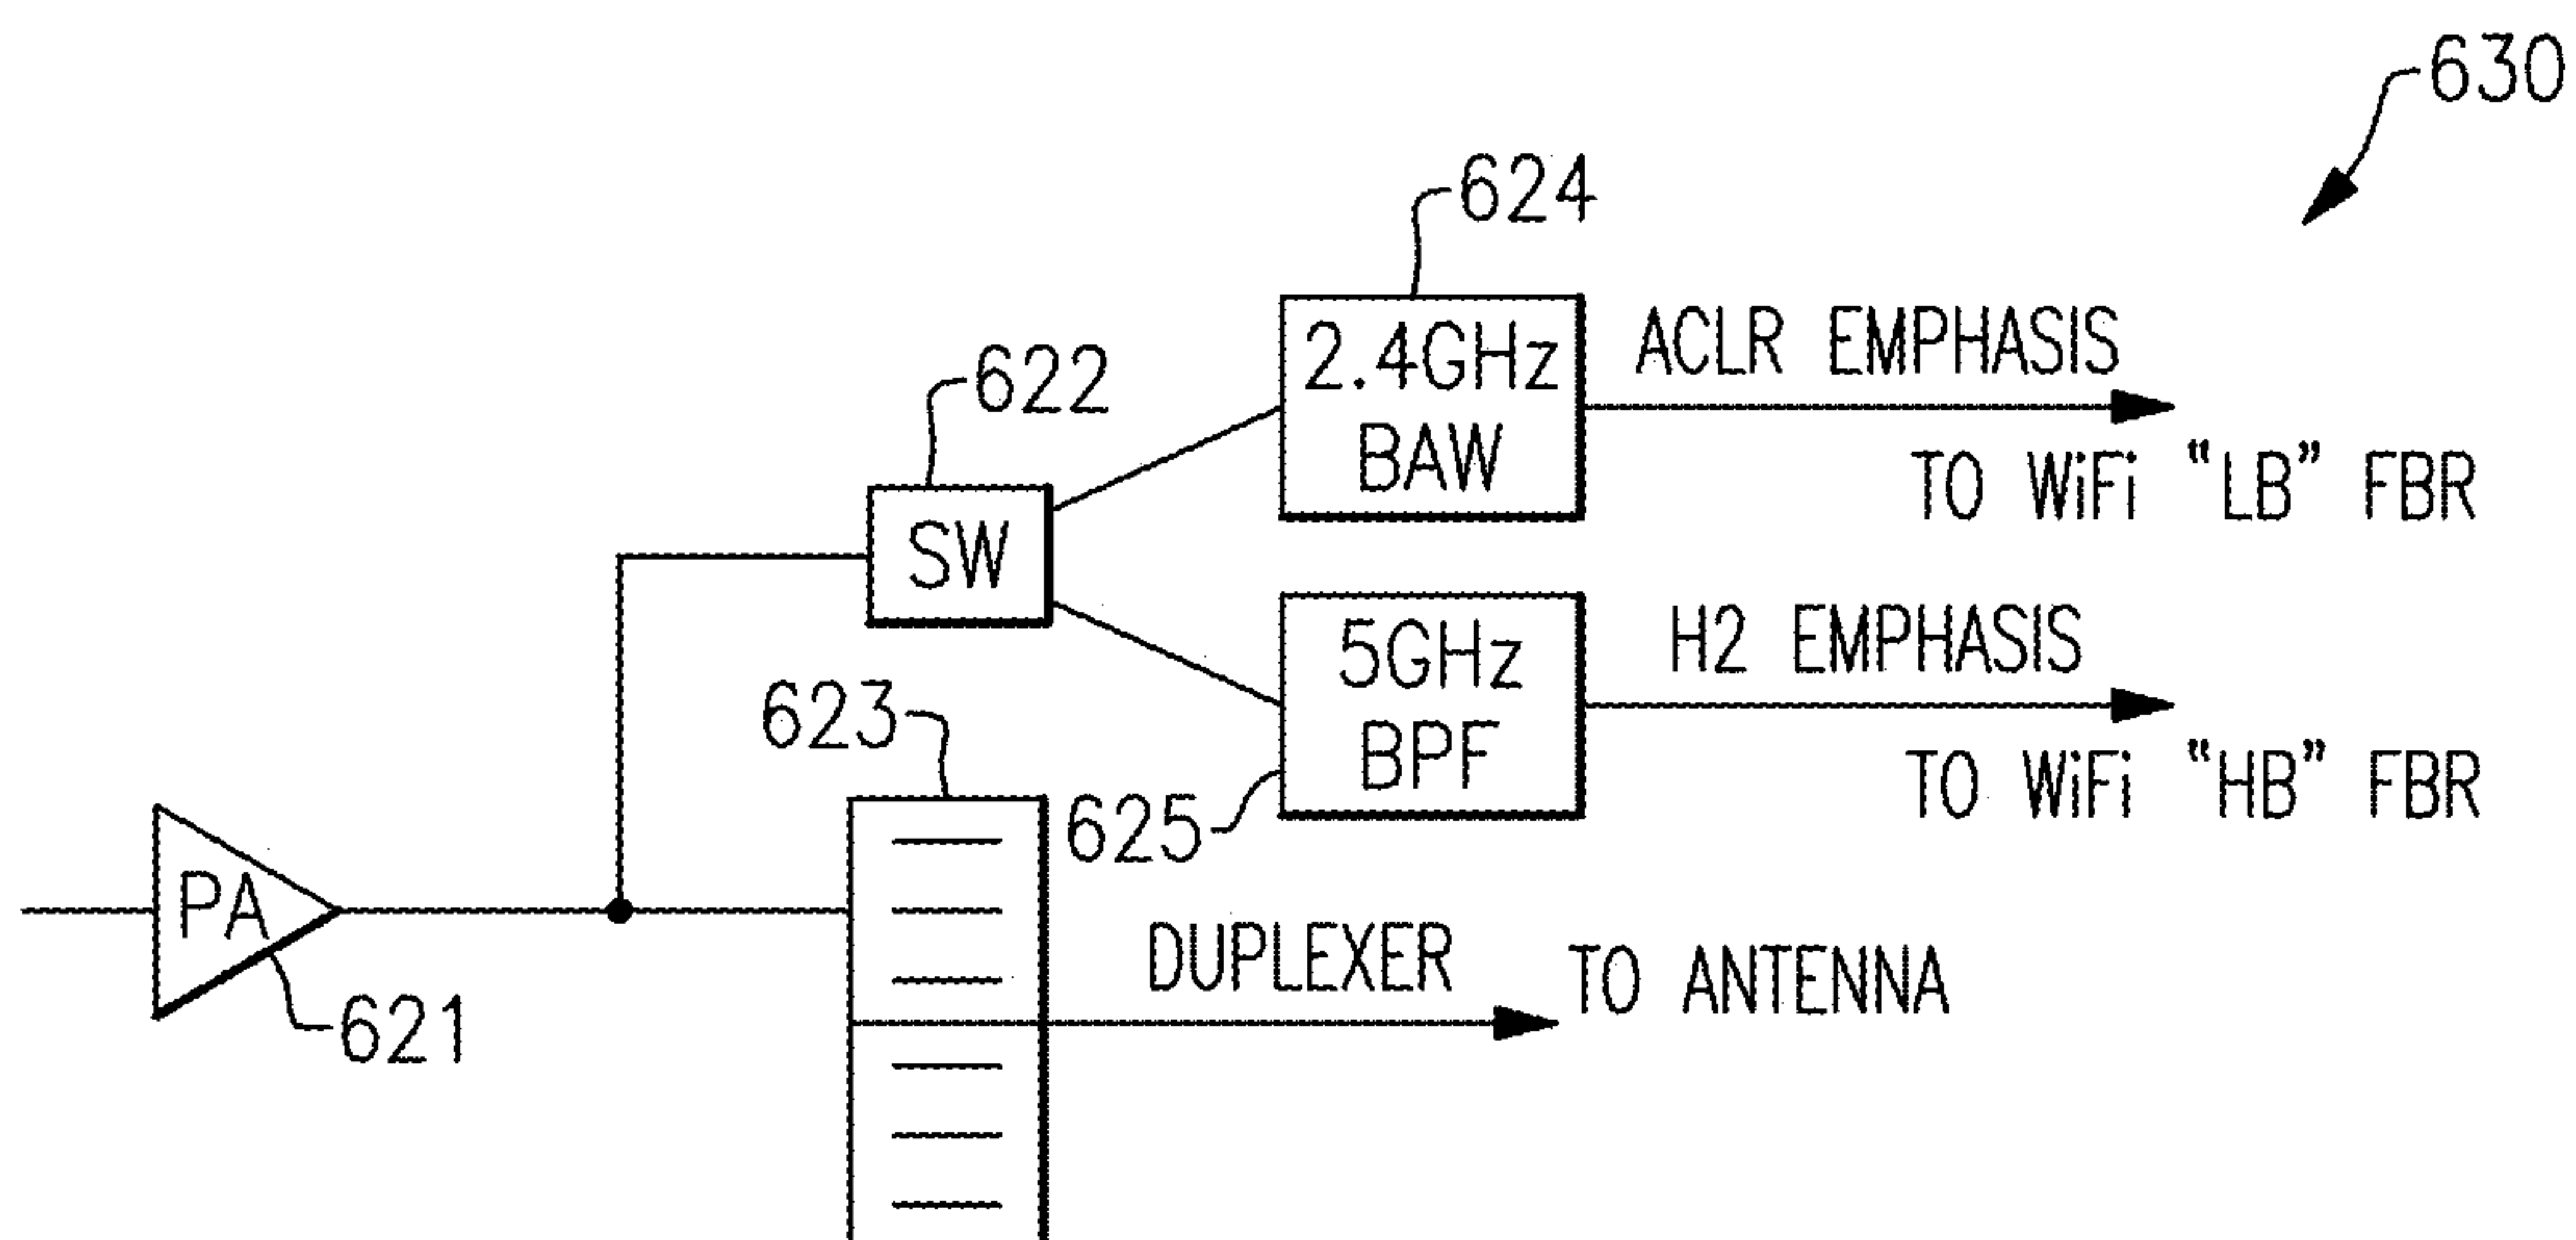 630
624
2.4GHz
BAW
ACLR EMPHASIS
TO WiFi "LB" FBR
622
SW
5GHz
BPF
625
H2 EMPHASIS
TO WiFi "HB" FBR
623
PA
621
DUPLEXER
TO ANTENNA